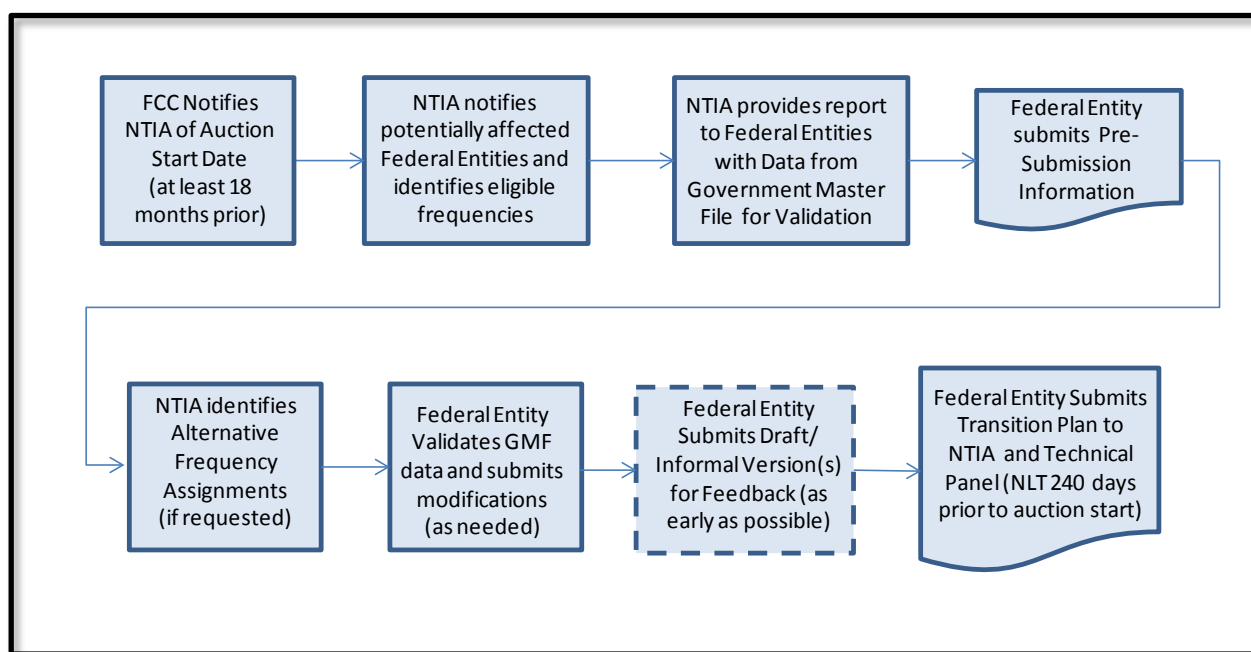 FCC Notifies
NTIA of Auction
Start Date
(at least 18
months prior)
NTIA notifies
potentially affected
Federal Entities and
identifies eligible
frequencies
NTIA provides report
to Federal Entities
with Data from
Government Master
File for Validation
Federal Entity
submits Pre-
Submission
Information
NTIA identifies
Alternative
Frequency
Assignments
(if requested)
Federal Entity
Validates GMF
data and submits
modifications
(as needed)
Federal Entity
Submits Draft/
Informal Version(s)
for Feedback (as
early as possible)
Federal Entity Submits
Transition Plan to
NTIA and Technical
Panel (NLT 240 days
prior to auction start)